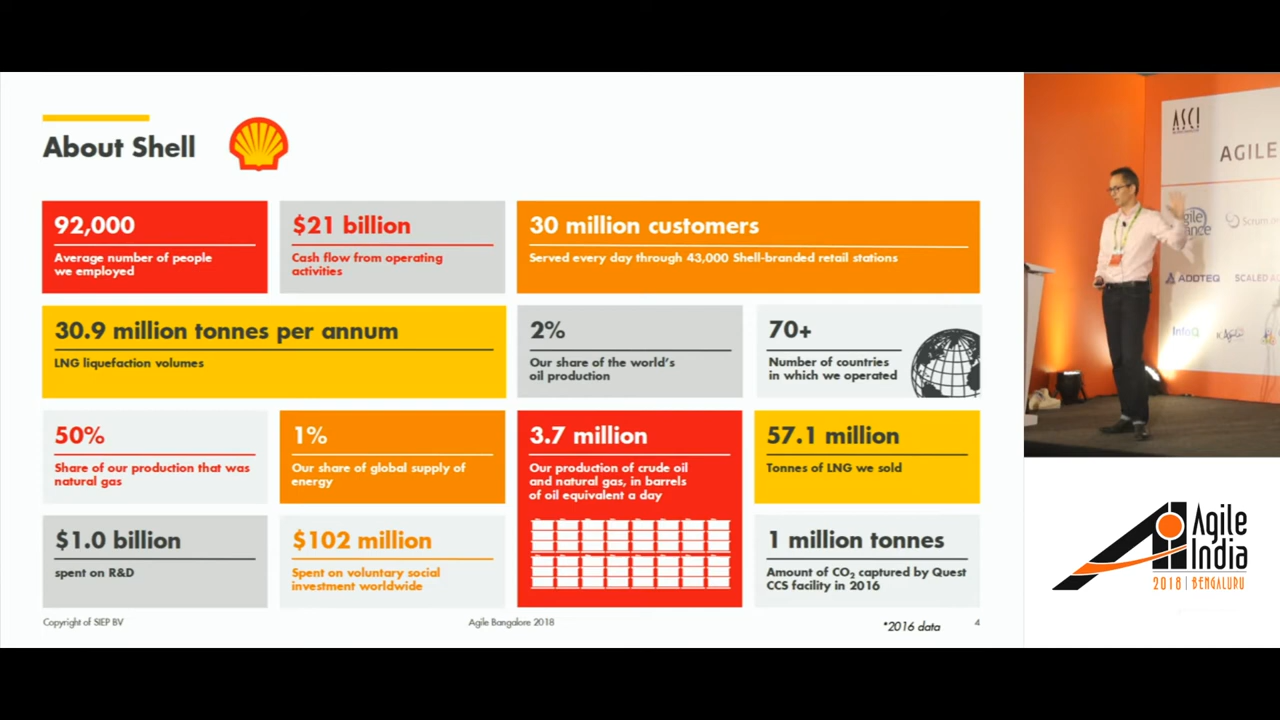 About Shell
92,000
Average number of people
we employed
$21 billion
Cash flow from operating
activities
30 million customers
Served every day through 43,000 Shell-branded retail stations
30.9 million tonnes per annum
LNG liquefaction volumes
2%
Our share of the world's
oil production
70+
Number of countries
in which we operated
50%
Share of our production that was
natural gas
1%
Our share of global supply of
energy
3.7 million
Our production of crude oil
and natural gas, in barrels
of oil equivalent a day
57.1 million
Tonnes of LNG we sold
$1.0 billion
spent on R&D
$102 million
Spent on voluntary social
investment worldwide
1 million tonnes
Amount of CO₂ captured by Quest
CCS facility in 2016
Copyright of SIEP BV
Agile Bangalore 2018
*2016 data
4
ASCI
AGILE
ADDTEQ
SCALED
InfoQ
Agile
India
2018 | BENGALURU